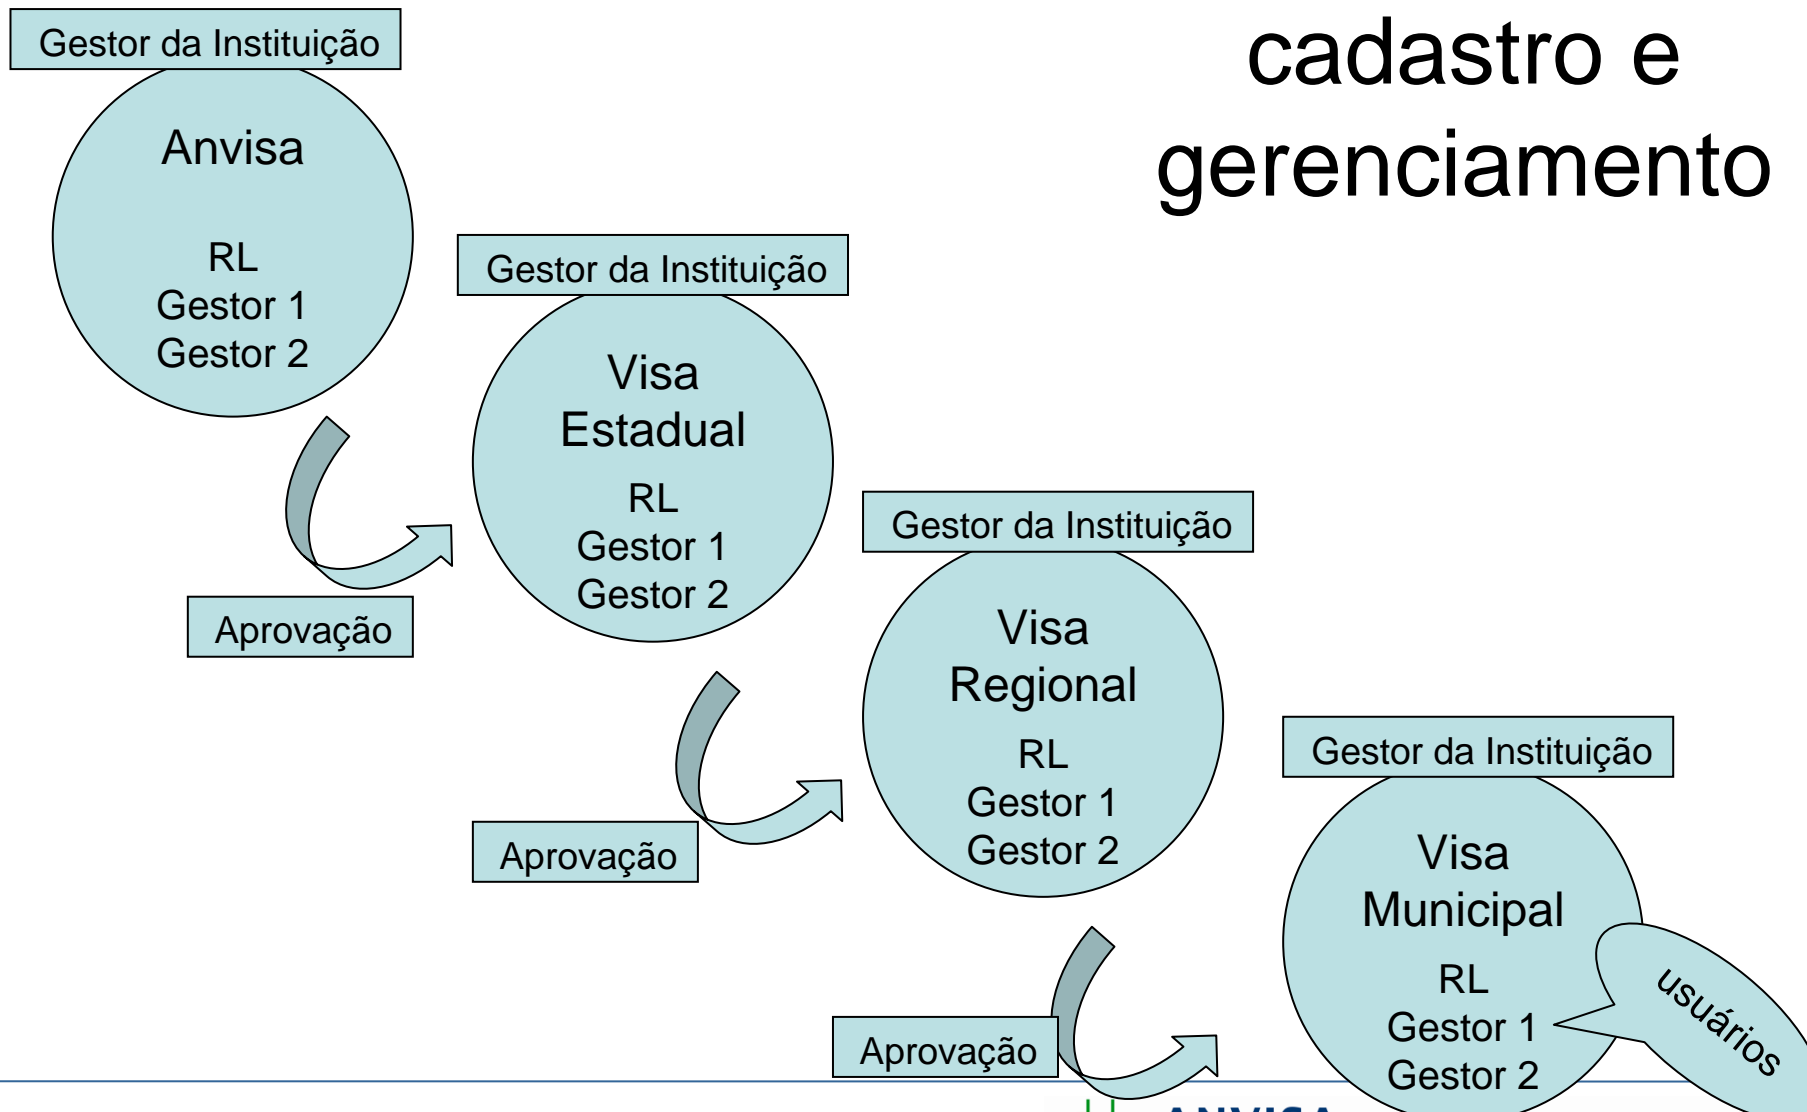 cadastro e
gerenciamento
Gestor da Instituição
Anvisa
RL
Gestor 1
Gestor 2
Aprovação
Gestor da Instituição
Visa
Estadual
RL
Gestor 1
Gestor 2
Aprovação
Gestor da Instituição
Visa
Regional
RL
Gestor 1
Gestor 2
Aprovação
Gestor da Instituição
Visa
Municipal
RL
Gestor 1
Gestor 2
usuários
ANVISA